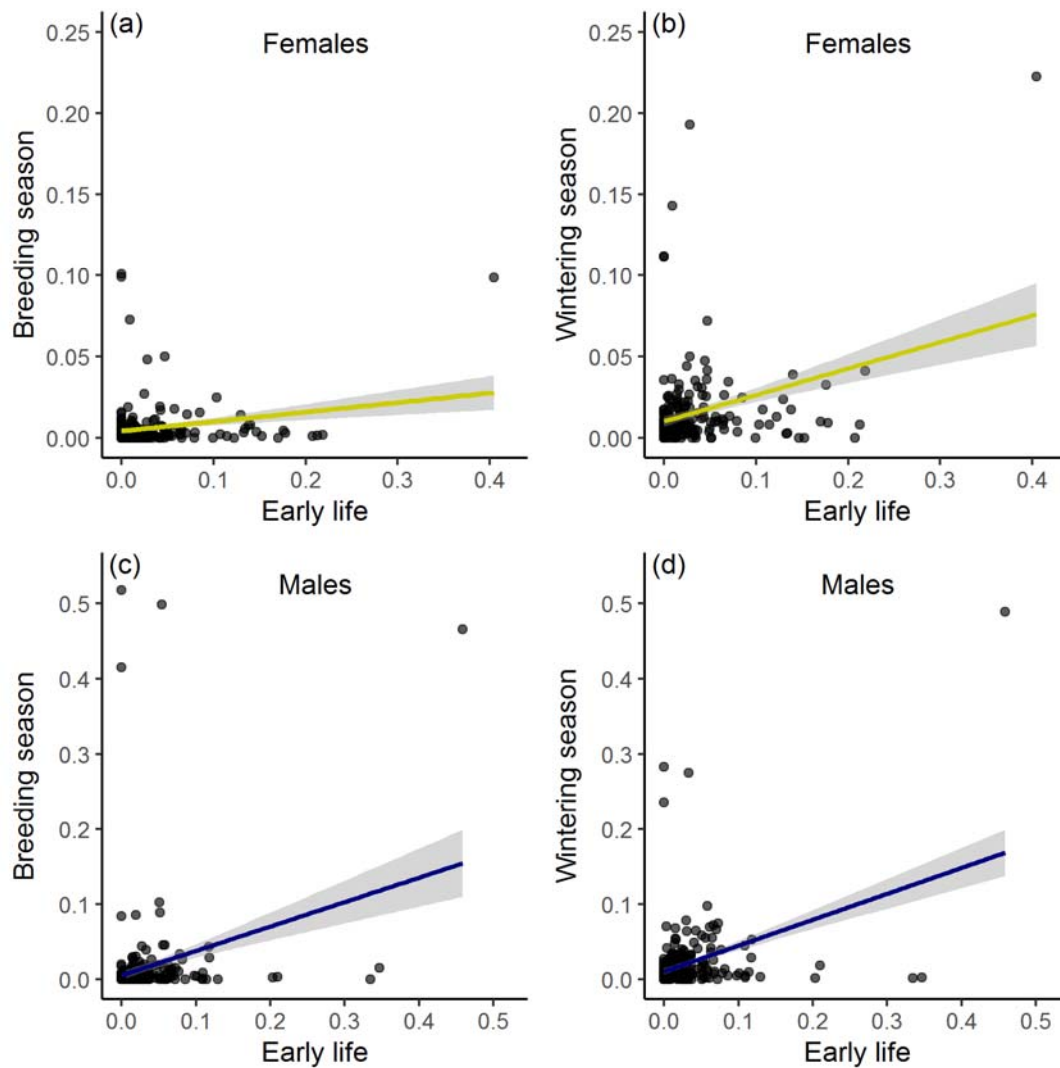 (a)
Females
Breeding season
0.25
0.20
0.15
0.10
0.05
0.00
0.0 0.1 0.2 0.3 0.4
Early life
(b)
Females
Wintering season
0.25
0.20
0.15
0.10
0.05
0.00
0.0 0.1 0.2 0.3 0.4
Early life
(c)
Males
Breeding season
0.5
0.4
0.3
0.2
0.1
0.0
0.0 0.1 0.2 0.3 0.4 0.5
Early life
(d)
Males
Wintering season
0.5
0.4
0.3
0.2
0.1
0.0
0.0 0.1 0.2 0.3 0.4 0.5
Early life